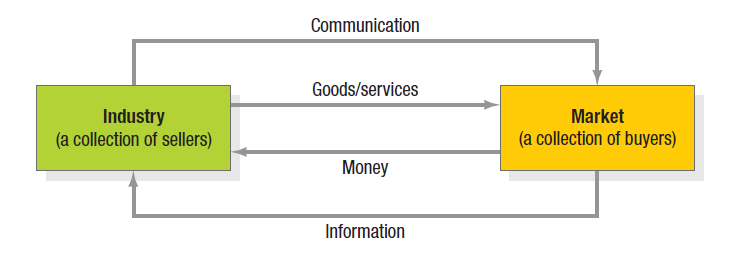 Communication
Goods/services
Industry
(a collection of sellers)
Market
(a collection of buyers)
Money
Information